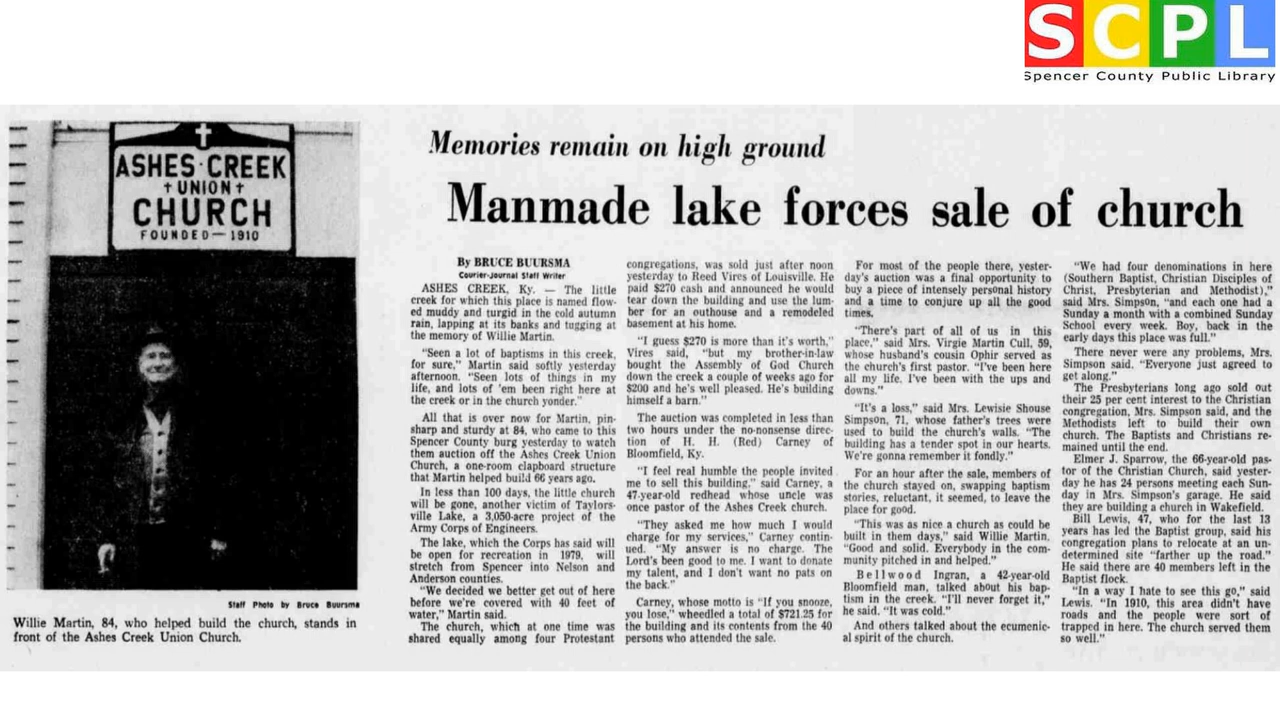 SCPL
Spencer County Public Library
ASHES·CREEK
†UNION†
CHURCH
FOUNDED—1910
Staff Photo by Bruce Buursma
Willie Martin, 84, who helped build the church, stands in
front of the Ashes Creek Union Church.
Memories remain on high ground
Manmade lake forces sale of church
By BRUCE BUURSMA
Courier-Journal Staff Writer
ASHES CREEK, Ky. — The little
creek for which this place is named flow-
ed muddy and turgid in the cold autumn
rain, lapping at its banks and tugging at
the memory of Willie Martin.
"Seen a lot of baptisms in this creek,
for sure," Martin said softly yesterday
afternoon. "Seen lots of things in my
life, and lots of 'em been right here at
the creek or in the church yonder."
All that is over now for Martin, pin-
sharp and sturdy at 84, who came to this
Spencer County burg yesterday to watch
them auction off the Ashes Creek Union
Church, a one-room clapboard structure
that Martin helped build 66 years ago.
In less than 100 days, the little church
will be gone, another victim of Taylors-
ville Lake, a 3,050-acre project of the
Army Corps of Engineers.
The lake, which the Corps has said will
be open for recreation in 1979, will
stretch from Spencer into Nelson and
Anderson counties.
"We decided we better get out of here
before we're covered with 40 feet of
water," Martin said.
The church, which at one time was
shared equally among four Protestant
congregations, was sold just after noon
yesterday to Reed Vires of Louisville. He
paid $270 cash and announced he would
tear down the building and use the lum-
ber for an outhouse and a remodeled
basement at his home.
"I guess $270 is more than it's worth,"
Vires said, "but my brother-in-law
bought the Assembly of God Church
down the creek a couple of weeks ago for
$200 and he's well pleased. He's building
himself a barn."
The auction was completed in less than
two hours under the no-nonsense direc-
tion of H. H. (Red) Carney of
Bloomfield, Ky.
"I feel real humble the people invited
me to sell this building," said Carney, a
47-year-old redhead whose uncle was
once pastor of the Ashes Creek church.
"They asked me how much I would
charge for my services," Carney contin-
ued. "My answer is no charge. The
Lord's been good to me. I want to donate
my talent, and I don't want no pats on
the back."
Carney, whose motto is "If you snooze,
you lose," wheedled a total of $721.25 for
the building and its contents from the 40
persons who attended the sale.
For most of the people there, yester-
day's auction was a final opportunity to
buy a piece of intensely personal history
and a time to conjure up all the good
times.
"There's part of all of us in this
place," said Mrs. Virgie Martin Cull, 59,
whose husband's cousin Ophir served as
the church's first pastor. "I've been here
all my life. I've been with the ups and
downs."
"It's a loss," said Mrs. Lewisie Shouse
Simpson, 71, whose father's trees were
used to build the church's walls. "The
building has a tender spot in our hearts.
We're gonna remember it fondly."
For an hour after the sale, members of
the church stayed on, swapping baptism
stories, reluctant, it seemed, to leave the
place for good.
"This was as nice a church as could be
built in them days," said Willie Martin.
"Good and solid. Everybody in the com-
munity pitched in and helped."
Bellwood Ingran, a 42-year-old
Bloomfield man, talked about his bap-
tism in the creek. "I'll never forget it,"
he said. "It was cold."
And others talked about the ecumenic-
al spirit of the church.
"We had four denominations in here
(Southern Baptist, Christian Disciples of
Christ, Presbyterian and Methodist),"
said Mrs. Simpson, "and each one had a
Sunday a month with a combined Sunday
School every week. Boy, back in the
early days this place was full."
There never were any problems, Mrs.
Simpson said. "Everyone just agreed to
get along."
The Presbyterians long ago sold out
their 25 per cent interest to the Christian
congregation, Mrs. Simpson said, and the
Methodists left to build their own
church. The Baptists and Christians re-
mained until the end.
Elmer J. Sparrow, the 66-year-old pas-
tor of the Christian Church, said yester-
day he has 24 persons meeting each Sun-
day in Mrs. Simpson's garage. He said
they are building a church in Wakefield.
Bill Lewis, 47, who for the last 13
years has led the Baptist group, said his
congregation plans to relocate at an un-
determined site "farther up the road."
He said there are 40 members left in the
Baptist flock.
"In a way I hate to see this go," said
Lewis. "In 1910, this area didn't have
roads and the people were sort of
trapped in here. The church served them
so well."